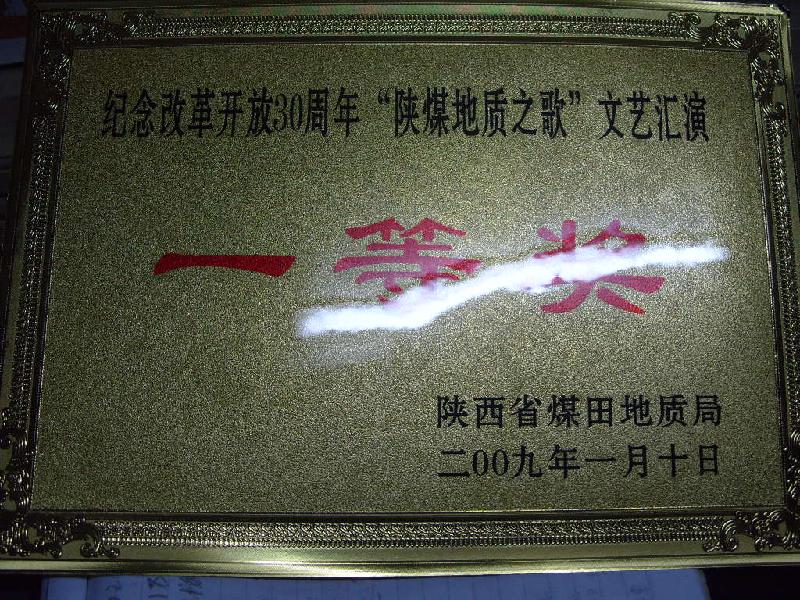 纪念改革开放30周年“陕煤地质之歌”文艺汇演
一等奖
陕西省煤田地质局
二00九年一月十日